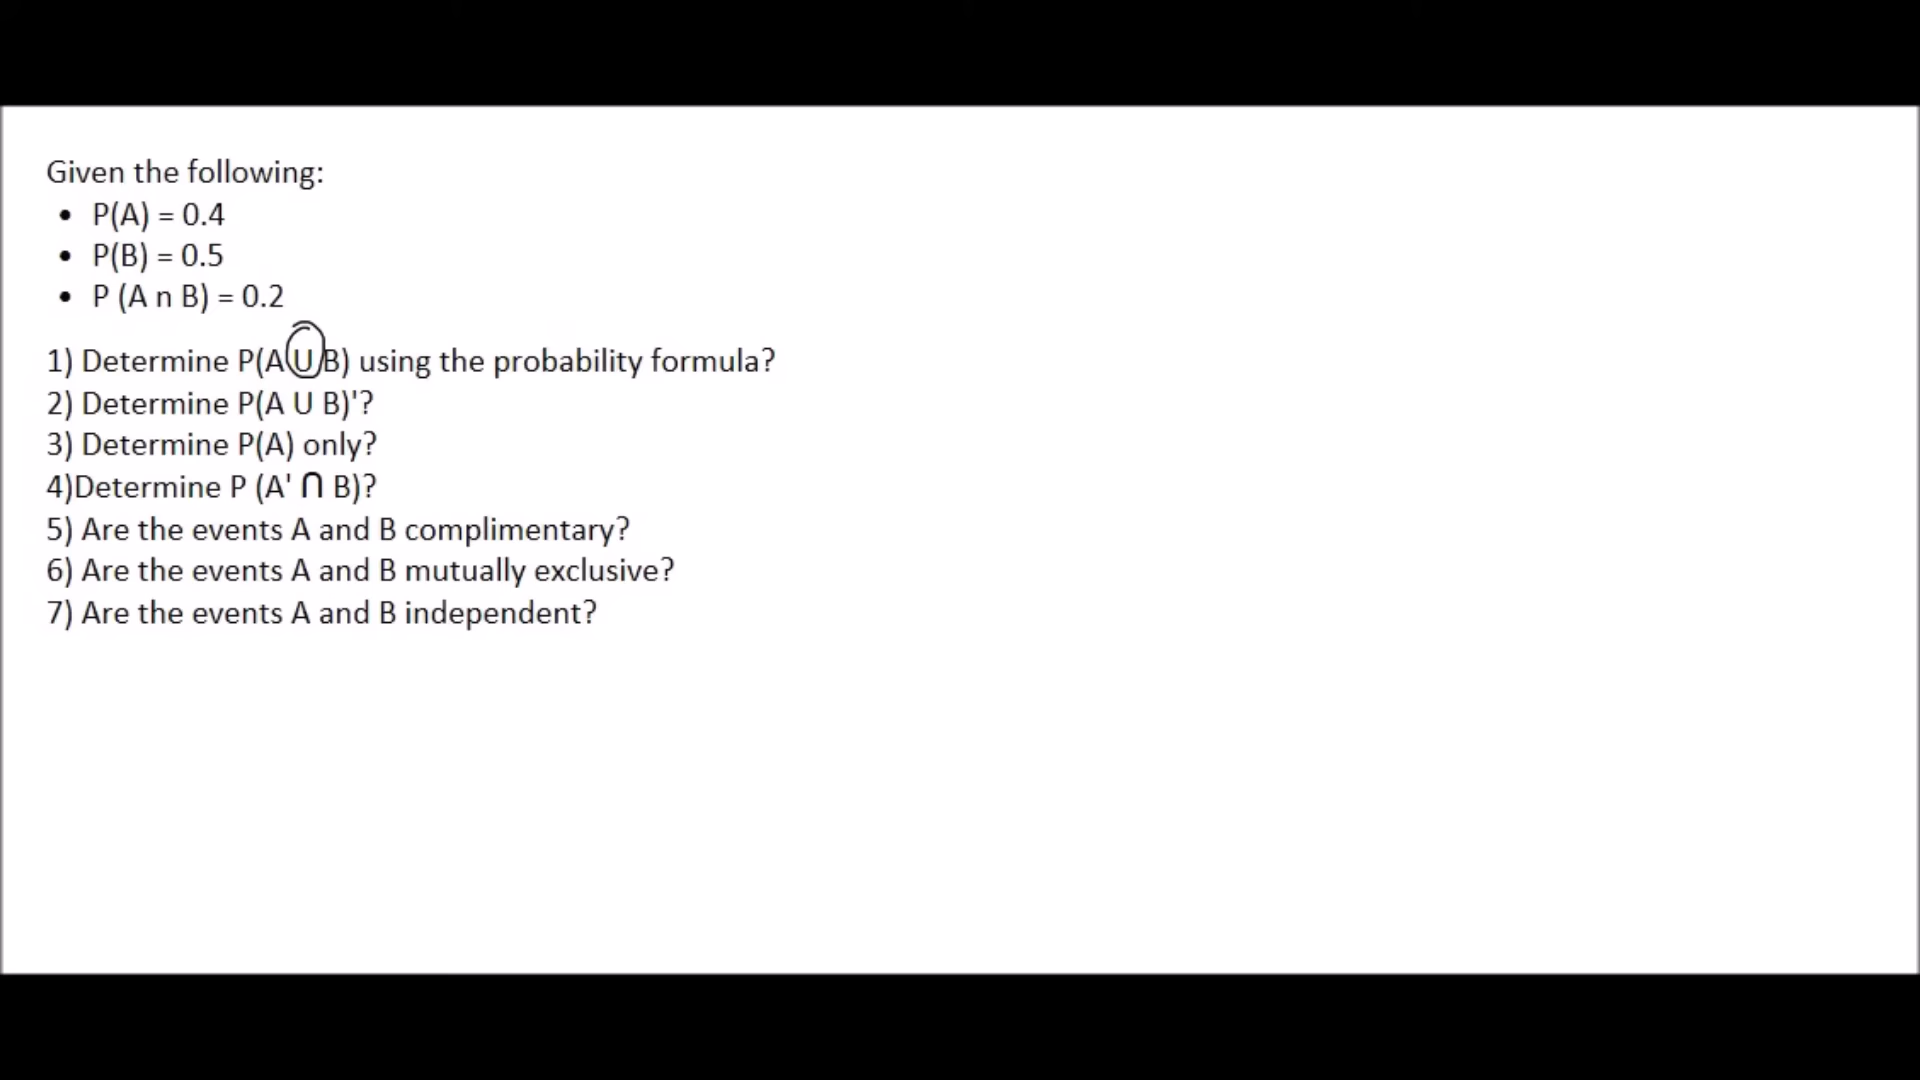 Given the following:
• P(A) = 0.4
• P(B) = 0.5
• P (A n B) = 0.2
1) Determine P(A U B) using the probability formula?
2) Determine P(A U B)'?
3) Determine P(A) only?
4)Determine P (A' ⋂ B)?
5) Are the events A and B complimentary?
6) Are the events A and B mutually exclusive?
7) Are the events A and B independent?